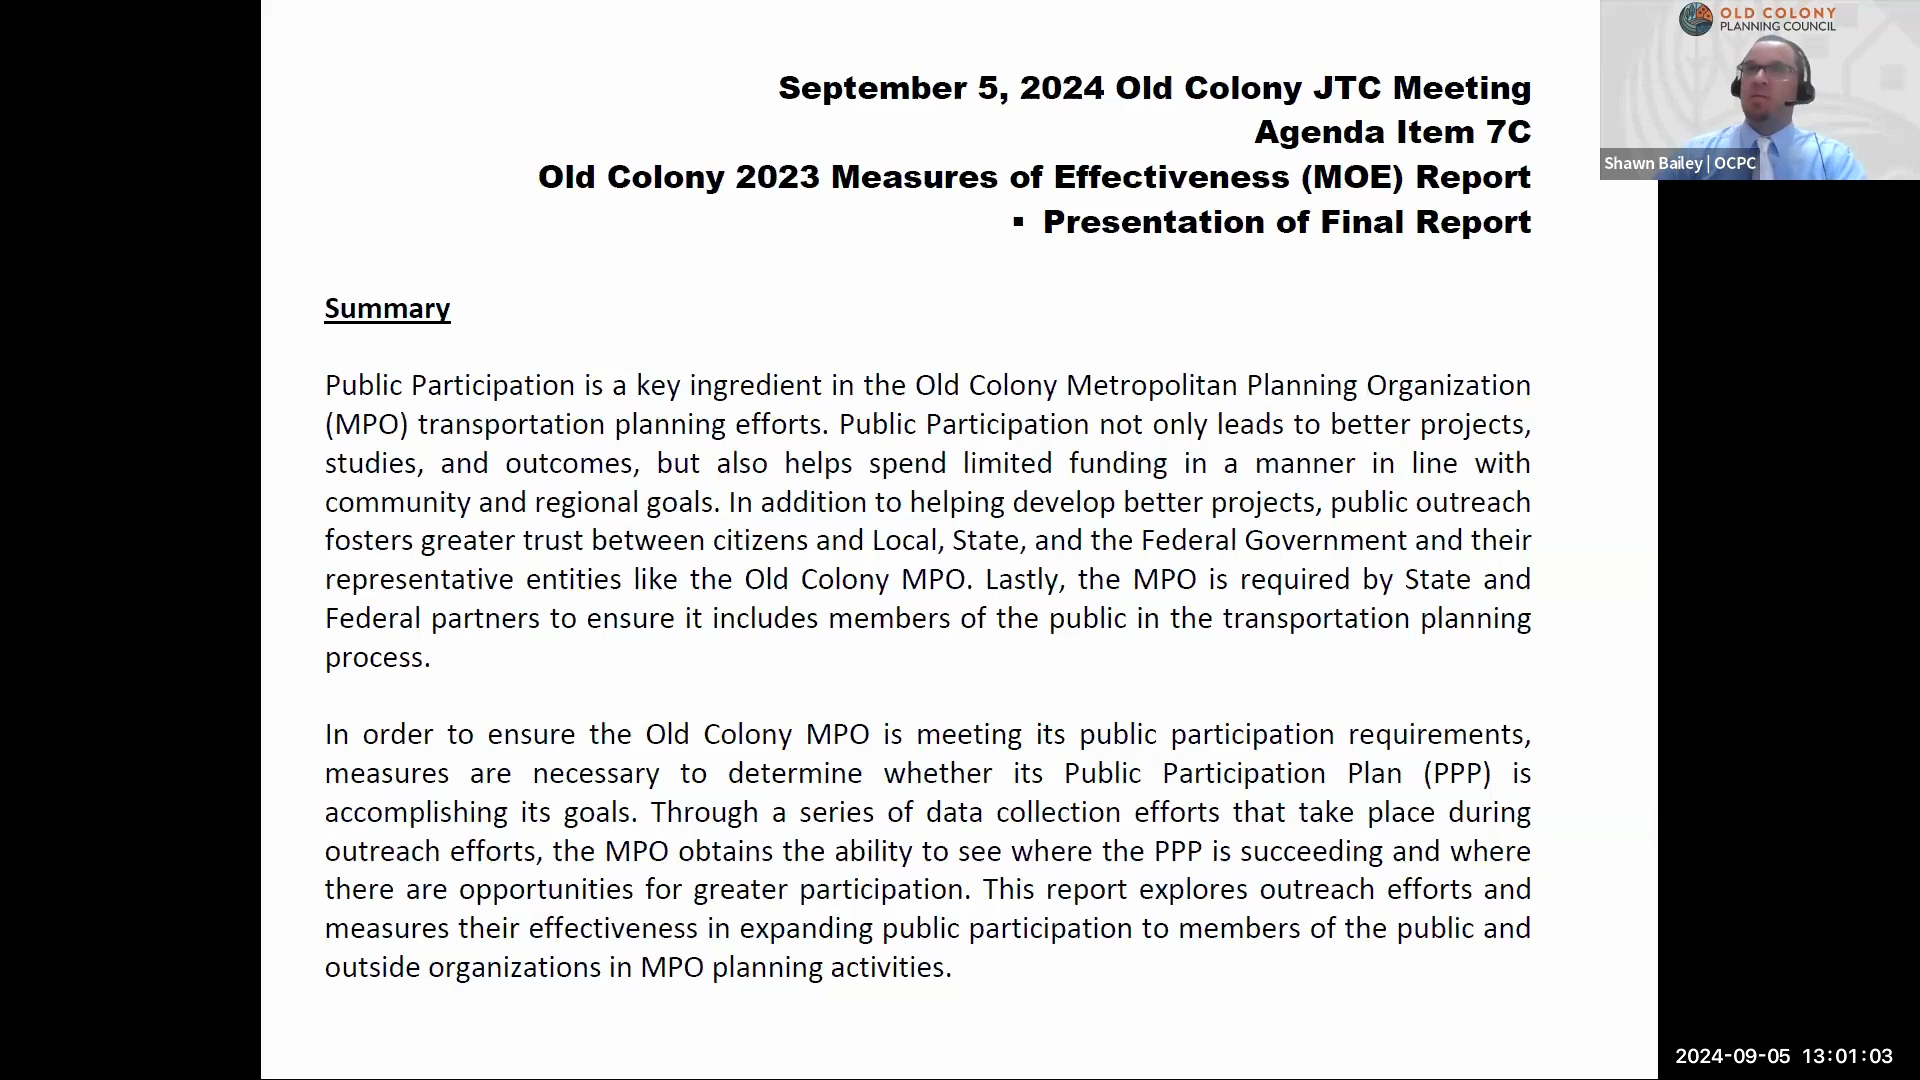 OLD COLONY
PLANNING COUNCIL
Shawn Bailey | OCPC
September 5, 2024 Old Colony JTC Meeting
Agenda Item 7C
Old Colony 2023 Measures of Effectiveness (MOE) Report
▪ Presentation of Final Report
Summary
Public Participation is a key ingredient in the Old Colony Metropolitan Planning Organization
(MPO) transportation planning efforts. Public Participation not only leads to better projects,
studies, and outcomes, but also helps spend limited funding in a manner in line with
community and regional goals. In addition to helping develop better projects, public outreach
fosters greater trust between citizens and Local, State, and the Federal Government and their
representative entities like the Old Colony MPO. Lastly, the MPO is required by State and
Federal partners to ensure it includes members of the public in the transportation planning
process.
In order to ensure the Old Colony MPO is meeting its public participation requirements,
measures are necessary to determine whether its Public Participation Plan (PPP) is
accomplishing its goals. Through a series of data collection efforts that take place during
outreach efforts, the MPO obtains the ability to see where the PPP is succeeding and where
there are opportunities for greater participation. This report explores outreach efforts and
measures their effectiveness in expanding public participation to members of the public and
outside organizations in MPO planning activities.
2024-09-05 13:01:03